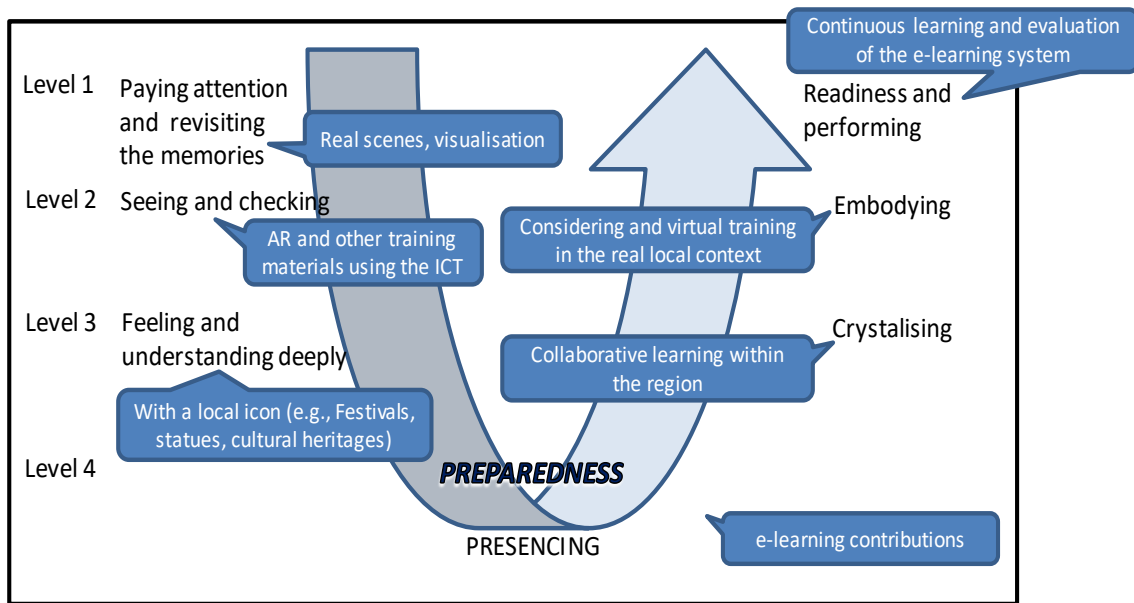 Continuous learning and evaluation
of the e-learning system
Level 1
Paying attention
and revisiting
the memories
Real scenes, visualisation
Readiness and
performing
Level 2
Seeing and checking
AR and other training
materials using the ICT
Considering and virtual training
in the real local context
Embodying
Level 3
Feeling and
understanding deeply
With a local icon (e.g., Festivals,
statues, cultural heritages)
Collaborative learning within
the region
Crystalising
Level 4
PREPAREDNESS
PRESENCING
e-learning contributions